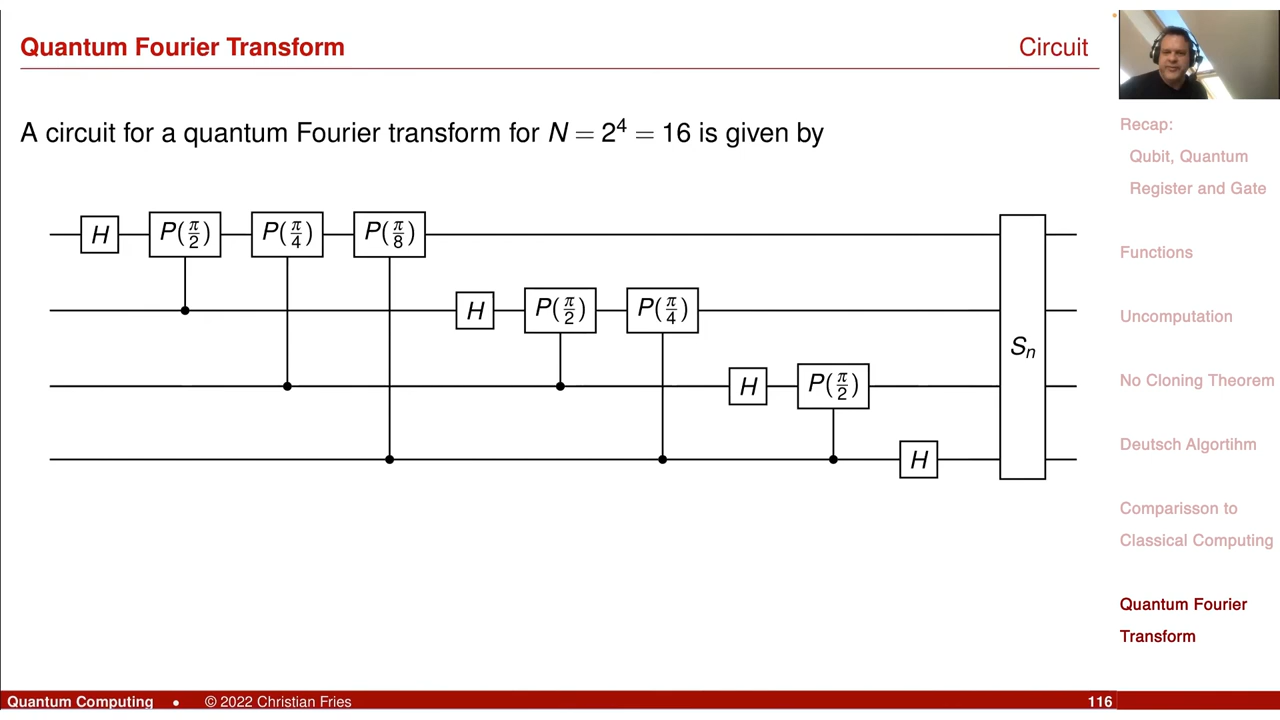 Quantum Fourier Transform
Circuit
A circuit for a quantum Fourier transform for N = 2⁴ = 16 is given by
H P(π/2) P(π/4) P(π/8)
H P(π/2) P(π/4)
Sn
H P(π/2)
H
Recap:
Qubit, Quantum
Register and Gate
Functions
Uncomputation
No Cloning Theorem
Deutsch Algortihm
Comparisson to
Classical Computing
Quantum Fourier
Transform
Quantum Computing • © 2022 Christian Fries 116